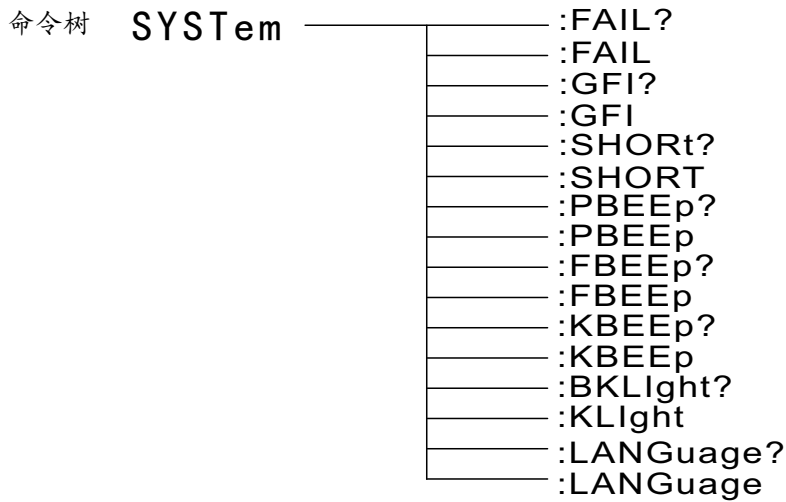 命令树 SYSTem :FAIL?
:FAIL
:GFI?
:GFI
:SHORt?
:SHORT
:PBEEp?
:PBEEp
:FBEEp?
:FBEEp
:KBEEp?
:KBEEp
:BKLIght?
:KLIght
:LANGuage?
:LANGuage